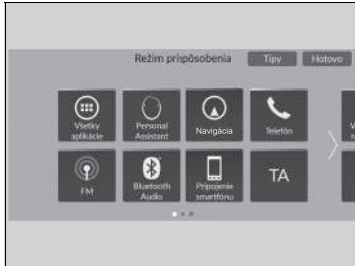 Režim prispôsobenia
Tipy
Hotovo
Všetky
aplikácie
Personal
Assistant
Navigácia
Telefón
FM
Bluetooth
Audio
Pripojenie
smartfónu
TA